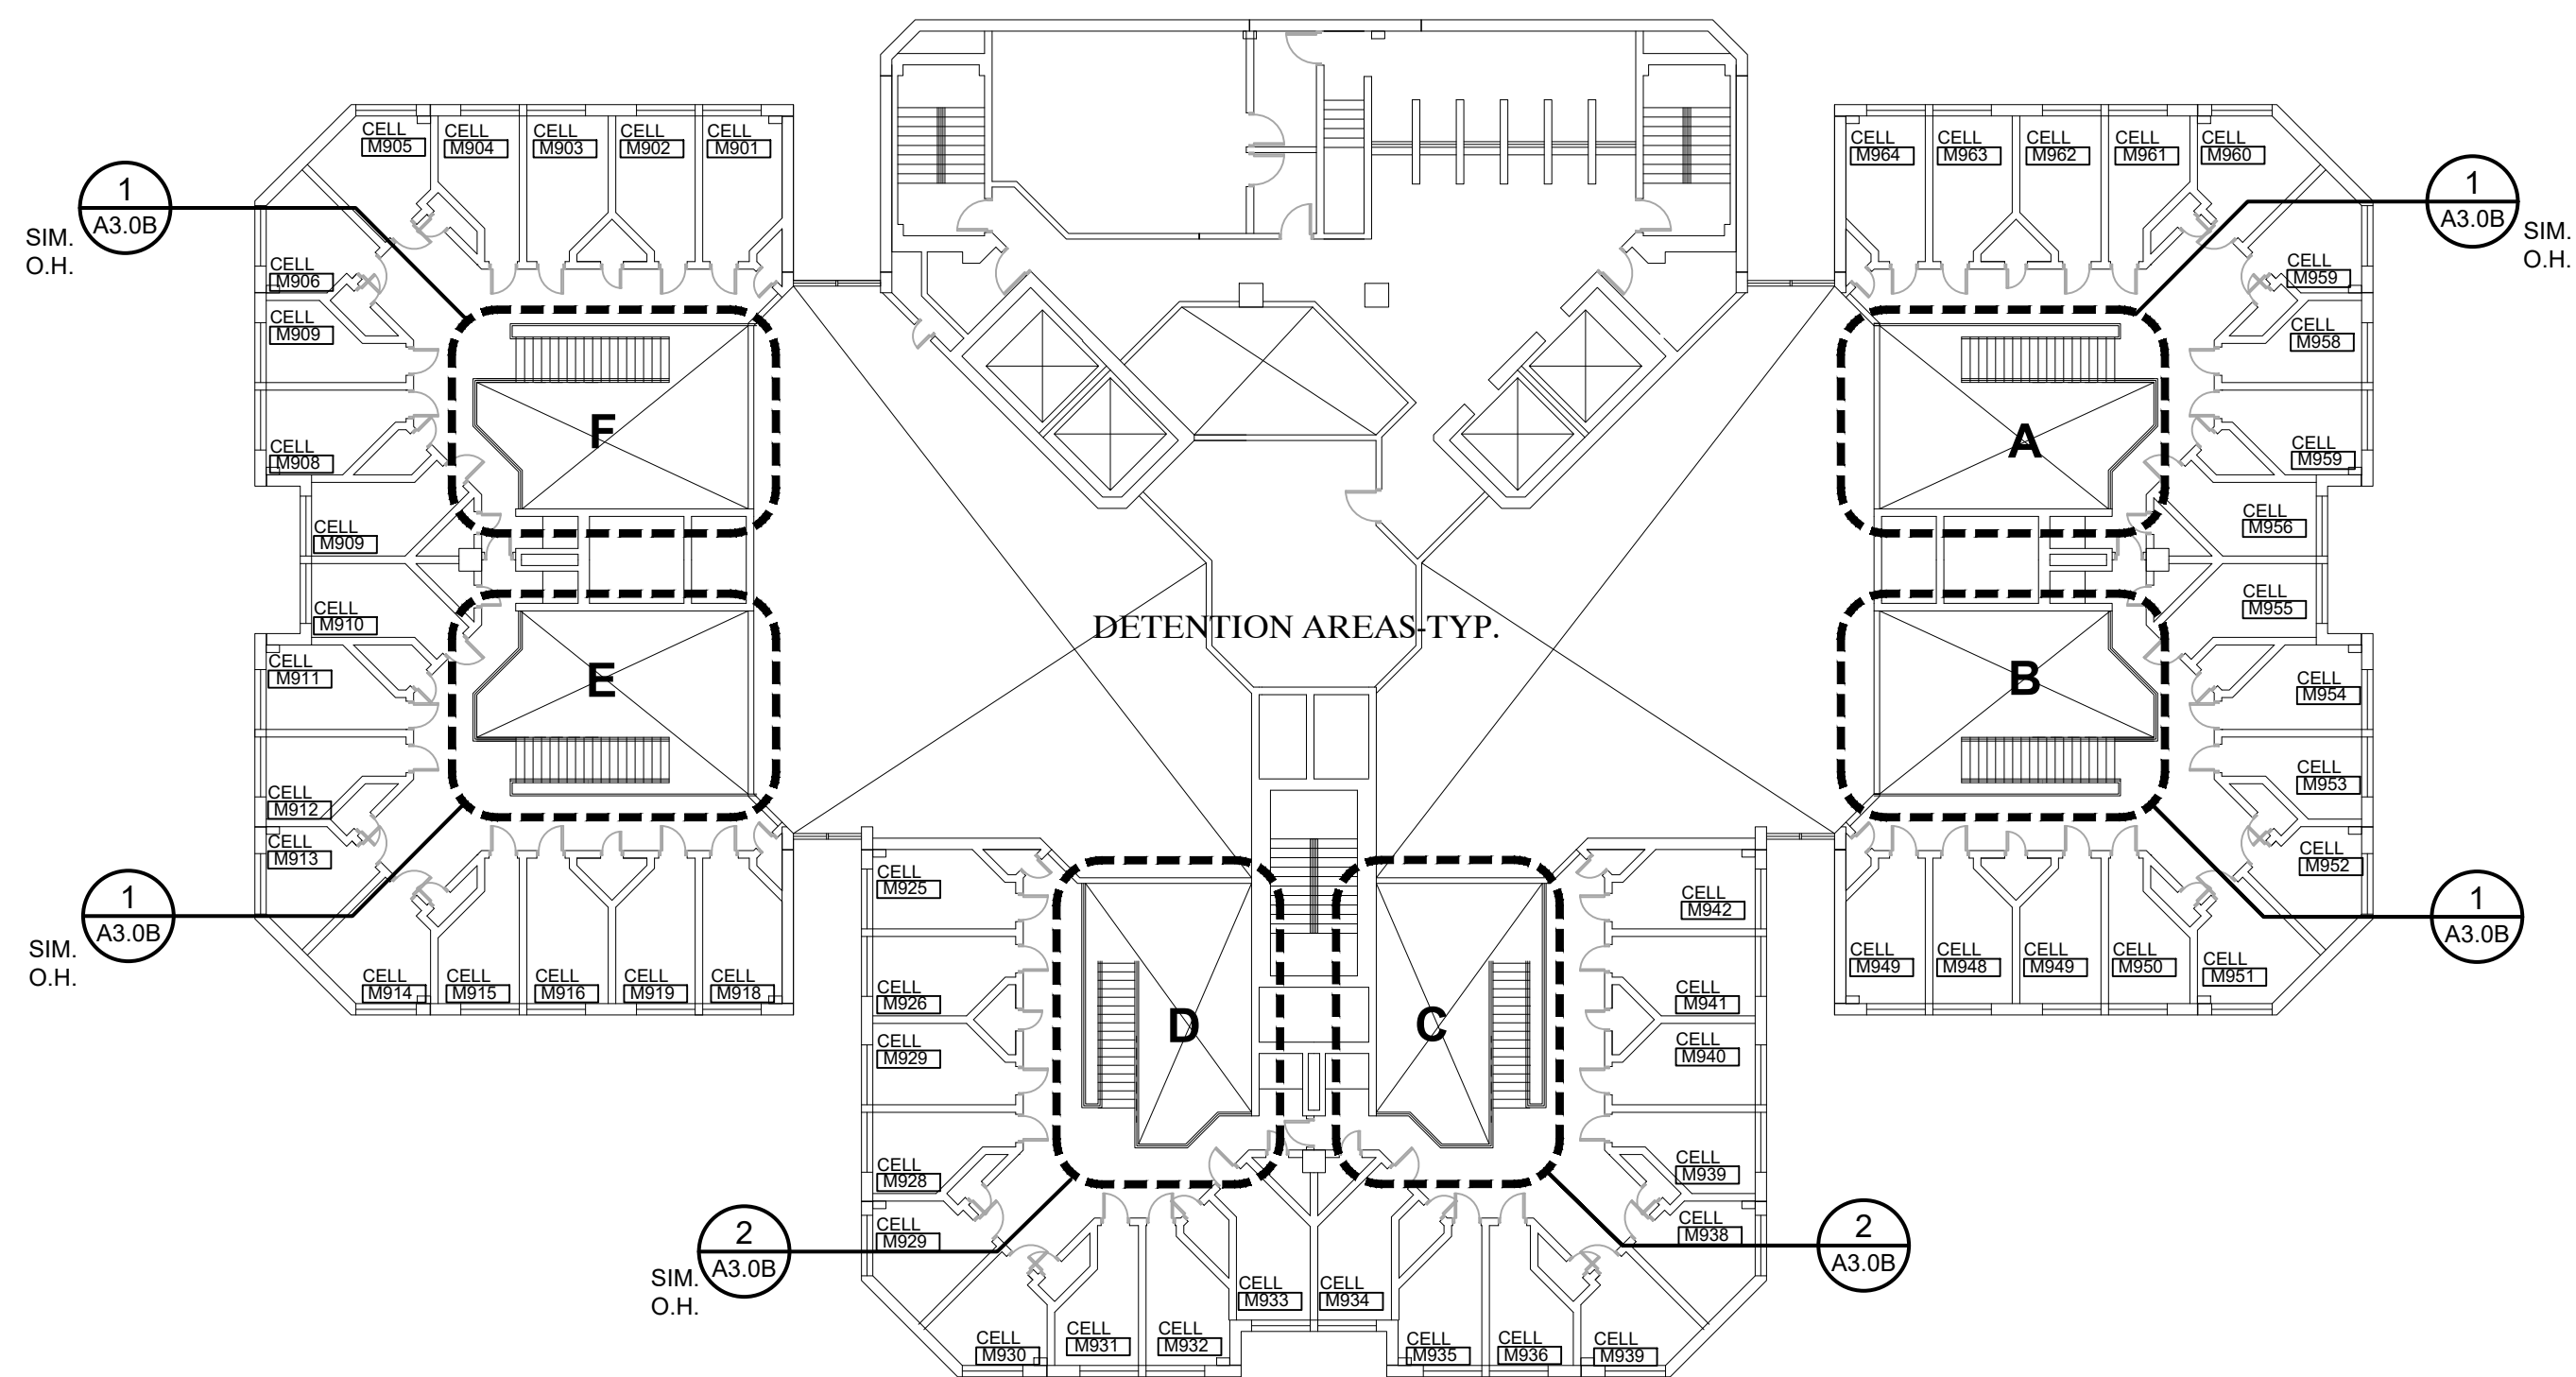 CELL
M905
CELL
M904
CELL
M903
CELL
M902
CELL
M901
CELL
M964
CELL
M963
CELL
M962
CELL
M961
CELL
M960
1
A3.0B
SIM.
O.H.
1
A3.0B
SIM.
O.H.
CELL
M906
CELL
M909
CELL
M908
CELL
M909
CELL
M910
CELL
M911
CELL
M912
CELL
M913
F
E
A
B
CELL
M959
CELL
M958
CELL
M959
CELL
M956
CELL
M955
CELL
M954
CELL
M953
CELL
M952
DETENTION AREAS-TYP.
1
A3.0B
SIM.
O.H.
1
A3.0B
CELL
M914
CELL
M915
CELL
M916
CELL
M919
CELL
M918
CELL
M949
CELL
M948
CELL
M949
CELL
M950
CELL
M951
CELL
M925
CELL
M926
CELL
M929
CELL
M928
CELL
M929
D
C
CELL
M942
CELL
M941
CELL
M940
CELL
M939
CELL
M938
2
A3.0B
SIM.
O.H.
2
A3.0B
CELL
M930
CELL
M931
CELL
M932
CELL
M933
CELL
M934
CELL
M935
CELL
M936
CELL
M939